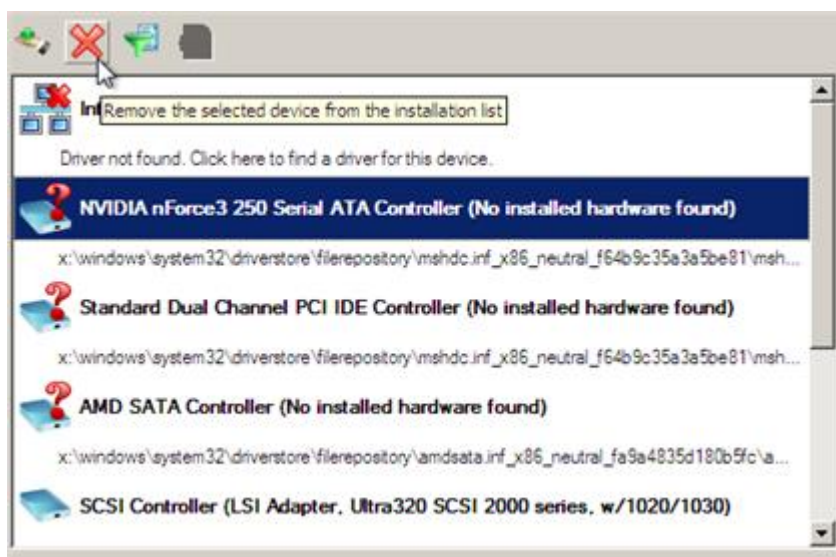 Int
Remove the selected device from the installation list
Driver not found. Click here to find a driver for this device.
NVIDIA nForce3 250 Serial ATA Controller (No installed hardware found)
x:\windows\system32\driverstore\filerepository\mshdc.inf_x86_neutral_f64b9c35a3a5be81\msh...
Standard Dual Channel PCI IDE Controller (No installed hardware found)
x:\windows\system32\driverstore\filerepository\mshdc.inf_x86_neutral_f64b9c35a3a5be81\msh...
AMD SATA Controller (No installed hardware found)
x:\windows\system32\driverstore\filerepository\amdsata.inf_x86_neutral_fa9a4835d180b5fc\a...
SCSI Controller (LSI Adapter, Ultra320 SCSI 2000 series, w/1020/1030)